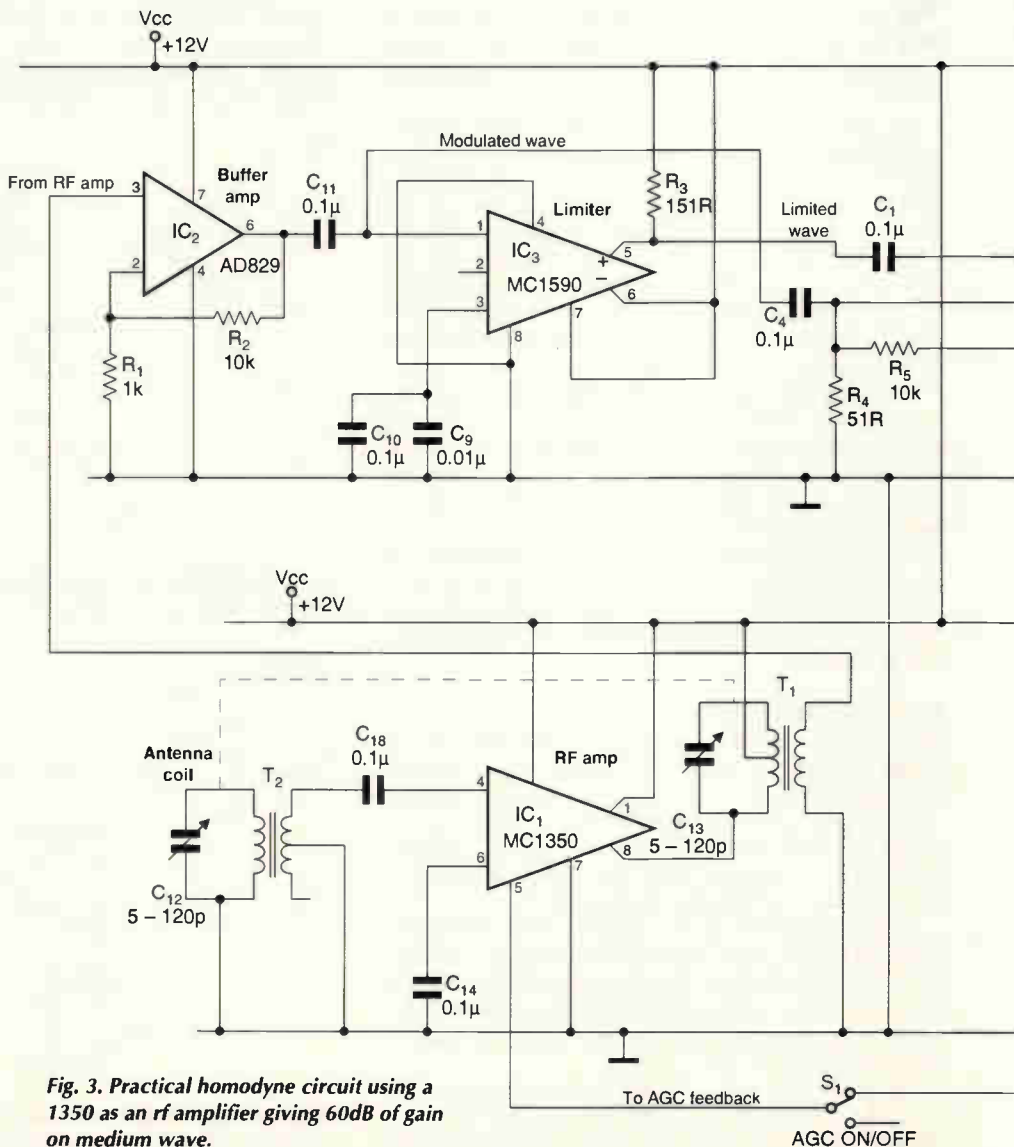 Vcc
+12V
From RF amp
3
2
7
4
6
IC2
AD829
Buffer
amp
C11
0.1μ
Modulated wave
R1
1k
R2
10k
1
2
3
4
5
6
7
8
+
−
IC3
MC1590
Limiter
R3
151R
Limited
wave
C1
0.1μ
C4
0.1μ
R5
10k
R4
51R
C10
0.1μ
C9
0.01μ
Vcc
+12V
Antenna
coil
T2
C12
5 – 120p
C18
0.1μ
RF amp
4
6
5
7
1
8
IC1
MC1350
C13
5 – 120p
T1
C14
0.1μ
To AGC feedback
S1
AGC ON/OFF
Fig. 3. Practical homodyne circuit using a
1350 as an rf amplifier giving 60dB of gain
on medium wave.